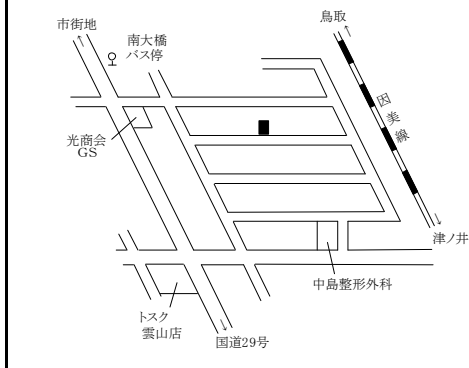 市街地
鳥取
南大橋
バス停
因美線
光商会
GS
津ノ井
中島整形外科
トスク
雲山店
国道29号